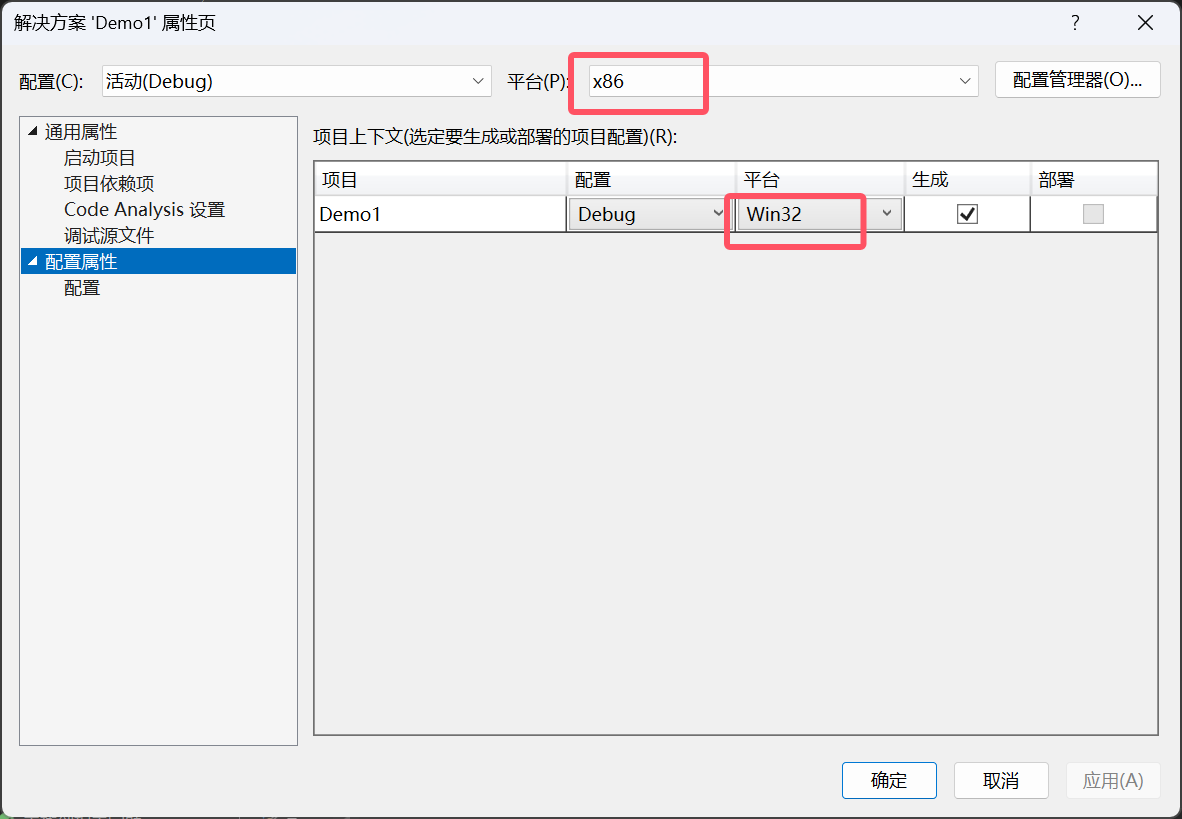 解决方案 'Demo1' 属性页
?
配置(C): 活动(Debug) 平台(P): x86 配置管理器(O)...
通用属性
启动项目
项目依赖项
Code Analysis 设置
调试源文件
配置属性
配置
项目上下文(选定要生成或部署的项目配置)(R):
项目 配置 平台 生成 部署
Demo1 Debug Win32
确定 取消 应用(A)